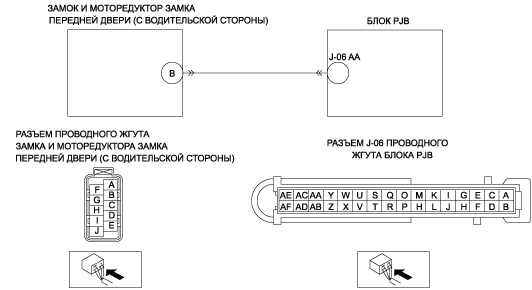 ЗАМОК И МОТОРЕДУКТОР ЗАМКА
ПЕРЕДНЕЙ ДВЕРИ (С ВОДИТЕЛЬСКОЙ СТОРОНЫ)
БЛОК PJB
B
J-06 AA
РАЗЪЕМ ПРОВОДНОГО ЖГУТА
ЗАМКА И МОТОРЕДУКТОРА ЗАМКА
ПЕРЕДНЕЙ ДВЕРИ (С ВОДИТЕЛЬСКОЙ СТОРОНЫ)
РАЗЪЕМ J-06 ПРОВОДНОГО
ЖГУТА БЛОКА PJB
A
F
B
G
C
H
D
I
E
J
AE AC AA Y W U S Q O M K I G E C A
AF AD AB Z X V T R P H L J H F D B